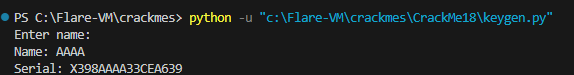 PS C:\Flare-VM\crackmes> python -u "c:\Flare-VM\crackmes\CrackMe18\keygen.py"
Enter name:
Name: AAAA
Serial: X398AAAA33CEA639